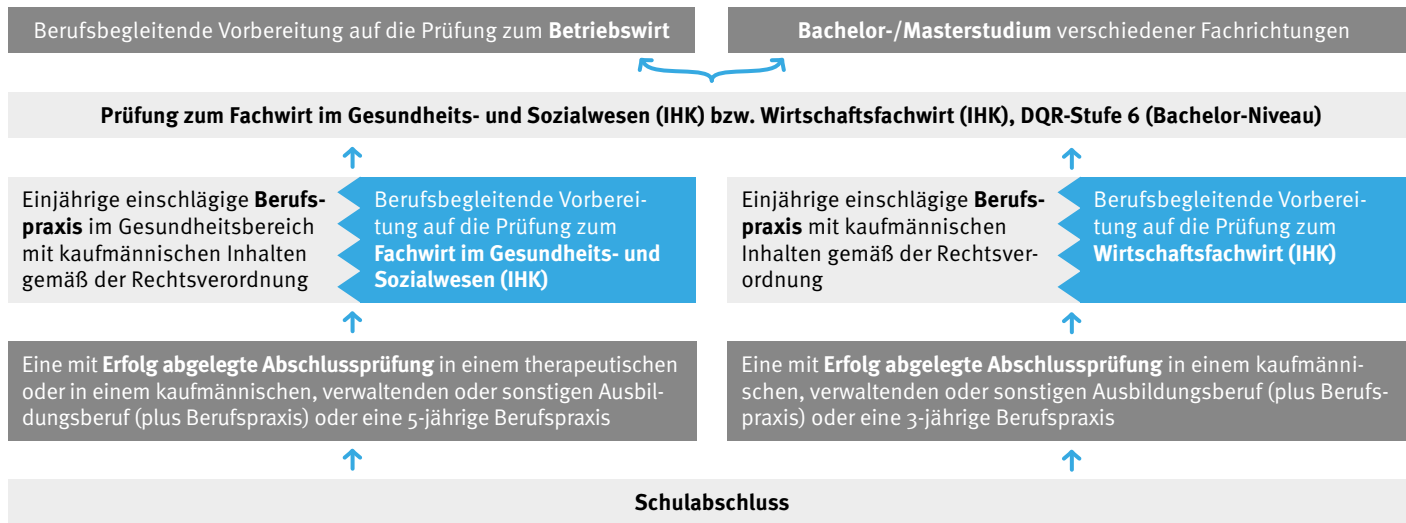 Berufsbegleitende Vorbereitung auf die Prüfung zum Betriebswirt
Bachelor-/Masterstudium verschiedener Fachrichtungen
Prüfung zum Fachwirt im Gesundheits- und Sozialwesen (IHK) bzw. Wirtschaftsfachwirt (IHK), DQR-Stufe 6 (Bachelor-Niveau)
Einjährige einschlägige Berufs-
praxis im Gesundheitsbereich
mit kaufmännischen Inhalten
gemäß der Rechtsverordnung
Berufsbegleitende Vorberei-
tung auf die Prüfung zum
Fachwirt im Gesundheits- und
Sozialwesen (IHK)
Einjährige einschlägige Berufs-
praxis mit kaufmännischen
Inhalten gemäß der Rechtsver-
ordnung
Berufsbegleitende Vorberei-
tung auf die Prüfung zum
Wirtschaftsfachwirt (IHK)
Eine mit Erfolg abgelegte Abschlussprüfung in einem therapeutischen
oder in einem kaufmännischen, verwaltenden oder sonstigen Ausbil-
dungsberuf (plus Berufspraxis) oder eine 5-jährige Berufspraxis
Eine mit Erfolg abgelegte Abschlussprüfung in einem kaufmänni-
schen, verwaltenden oder sonstigen Ausbildungsberuf (plus Berufs-
praxis) oder eine 3-jährige Berufspraxis
Schulabschluss